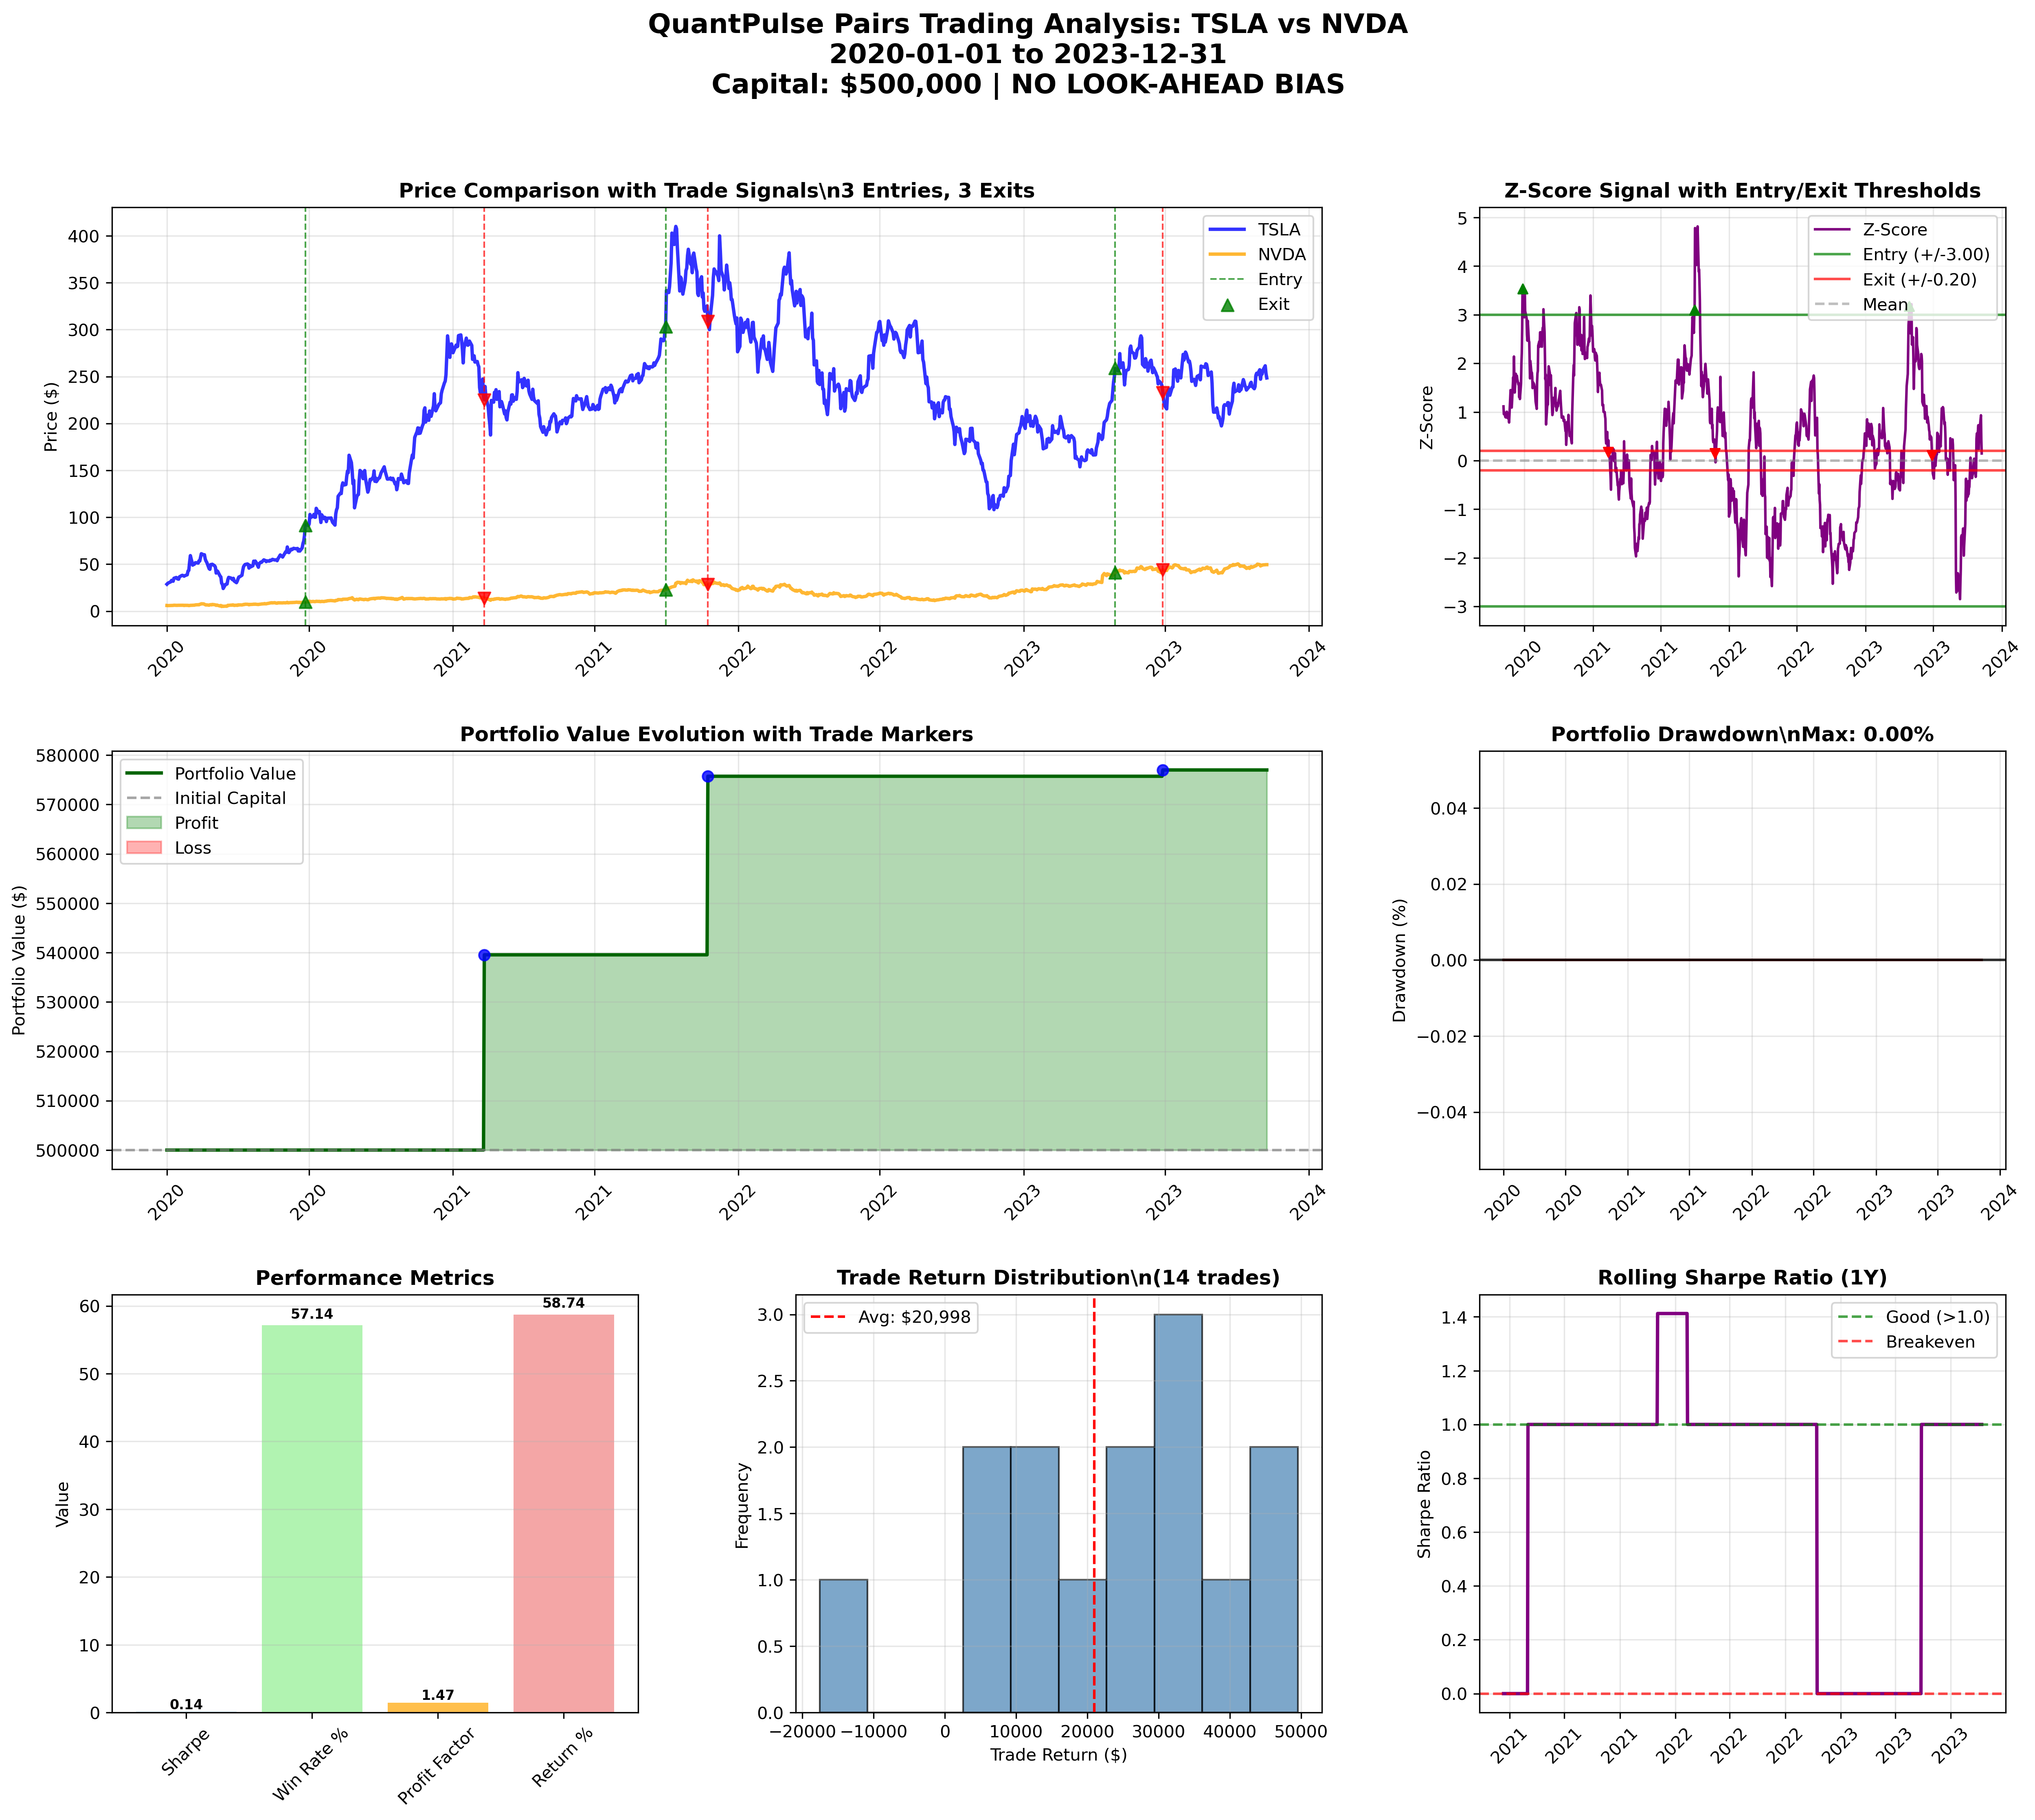 QuantPulse Pairs Trading Analysis: TSLA vs NVDA
2020-01-01 to 2023-12-31
Capital: $500,000 | NO LOOK-AHEAD BIAS
Price Comparison with Trade Signals\n3 Entries, 3 Exits
Price ($)
400
350
300
250
200
150
100
50
0
TSLA
NVDA
Entry
Exit
2020
2020
2021
2021
2022
2022
2023
2023
2024
Z-Score Signal with Entry/Exit Thresholds
Z-Score
5
4
3
2
1
0
−1
−2
−3
Z-Score
Entry (+/-3.00)
Exit (+/-0.20)
Mean
2020
2021
2021
2022
2022
2023
2023
2024
Portfolio Value Evolution with Trade Markers
Portfolio Value ($)
580000
570000
560000
550000
540000
530000
520000
510000
500000
Portfolio Value
Initial Capital
Profit
Loss
2020
2020
2021
2021
2022
2022
2023
2023
2024
Portfolio Drawdown\nMax: 0.00%
Drawdown (%)
0.04
0.02
0.00
−0.02
−0.04
2020
2020
2021
2021
2022
2022
2023
2023
2024
Performance Metrics
Value
60
50
40
30
20
10
0
0.14
57.14
1.47
58.74
Sharpe
Win Rate %
Profit Factor
Return %
Trade Return Distribution\n(14 trades)
Frequency
3.0
2.5
2.0
1.5
1.0
0.5
0.0
Avg: $20,998
−20000
−10000
0
10000
20000
30000
40000
50000
Trade Return ($)
Rolling Sharpe Ratio (1Y)
Sharpe Ratio
1.4
1.2
1.0
0.8
0.6
0.4
0.2
0.0
Good (>1.0)
Breakeven
2021
2021
2021
2022
2022
2022
2023
2023
2023